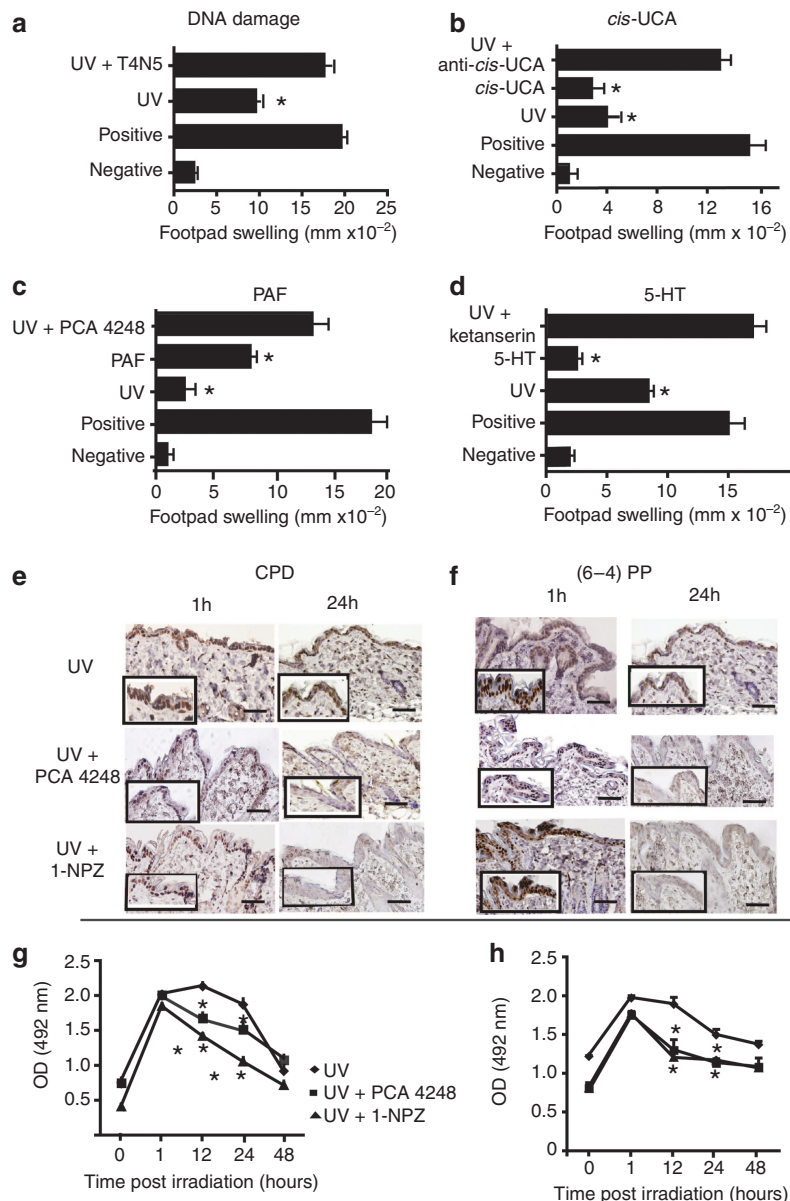 a
DNA damage
UV + T4N5
UV
*
Positive
Negative
0 5 10 15 20 25
Footpad swelling (mm x10⁻²)
b
cis-UCA
UV +
anti-cis-UCA
cis-UCA
*
UV
*
Positive
Negative
0 4 8 12 16
Footpad swelling (mm x 10⁻²)
c
PAF
UV + PCA 4248
PAF
*
UV
*
Positive
Negative
0 5 10 15 20
Footpad swelling (mm x10⁻²)
d
5-HT
UV +
ketanserin
5-HT
*
UV
*
Positive
Negative
0 5 10 15
Footpad swelling (mm x10⁻²)
e
CPD
1h 24h
UV
UV +
PCA 4248
UV +
1-NPZ
f
(6–4) PP
1h 24h
g
OD (492 nm)
2.5
2.0
1.5
1.0
0.5
* *
* * *
* *
0 1 12 24 48
Time post irradiation (hours)
UV
UV + PCA 4248
UV + 1-NPZ
h
OD (492 nm)
2.5
2.0
1.5
1.0
0.5
0
* *
* *
0 1 12 24 48
Time post irradiation (hours)